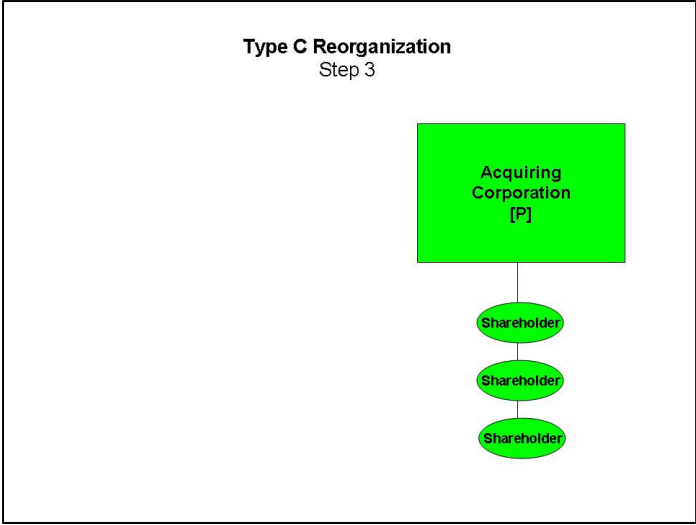 Type C Reorganization
Step 3
Acquiring
Corporation
[P]
Shareholder
Shareholder
Shareholder